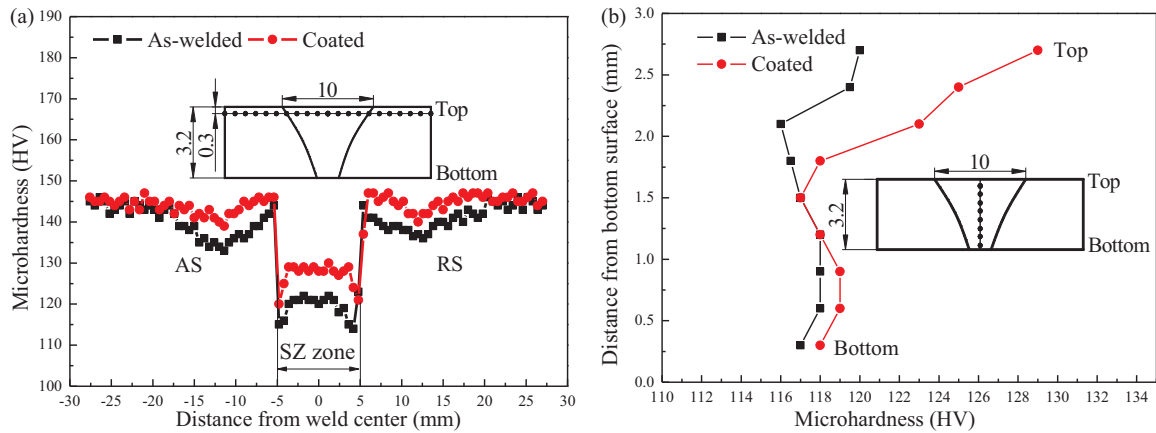 (a)
As-welded
Coated
190
180
170
160
150
140
130
120
110
100
Microhardness (HV)
10
3.2
0.3
Top
Bottom
AS
RS
SZ zone
-30 -25 -20 -15 -10 -5 0 5 10 15 20 25 30
Distance from weld center (mm)
(b)
As-welded
Coated
3.0
2.5
2.0
1.5
1.0
0.5
0.0
Distance from bottom surface (mm)
Top
10
3.2
Top
Bottom
Bottom
110 112 114 116 118 120 122 124 126 128 130 132 134
Microhardness (HV)